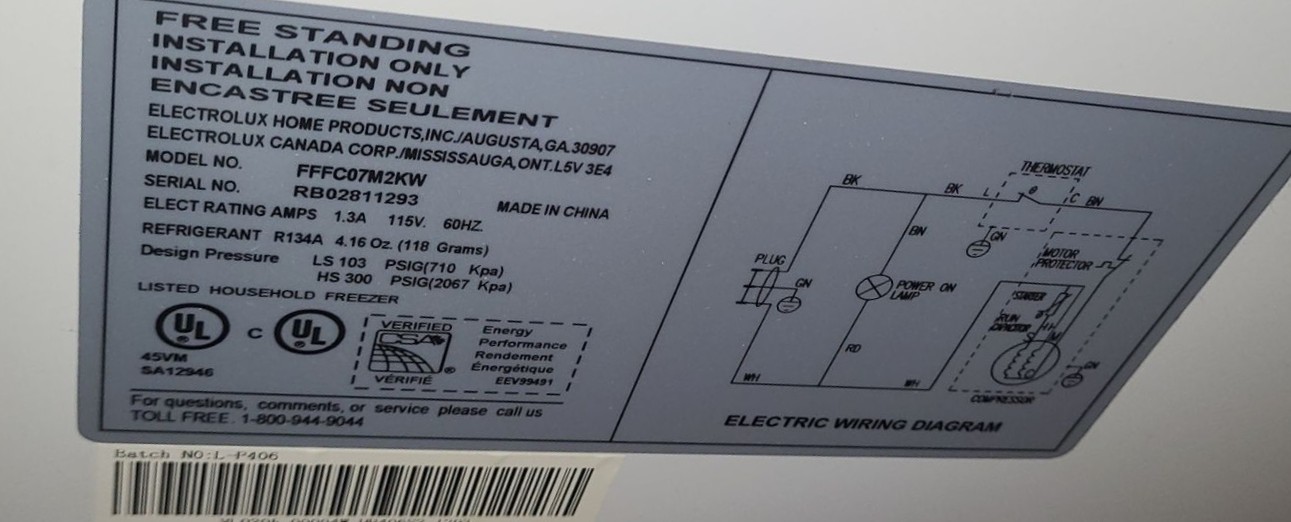 FREE STANDING
INSTALLATION ONLY
INSTALLATION NON
ENCASTREE SEULEMENT
ELECTROLUX HOME PRODUCTS,INC./AUGUSTA,GA.30907
ELECTROLUX CANADA CORP./MISSISSAUGA,ONT.L5V 3E4
MODEL NO. FFFC07M2KW
SERIAL NO. RB02811293 MADE IN CHINA
ELECT RATING AMPS 1.3A 115V. 60HZ.
REFRIGERANT R134A 4.16 Oz. (118 Grams)
Design Pressure LS 103 PSIG(710 Kpa)
HS 300 PSIG(2067 Kpa)
LISTED HOUSEHOLD FREEZER
UL ® C UL ®
45VM
SA12946
VERIFIED
CSA
VÉRIFIÉ ®
Energy
Performance
Rendement
Énergétique
EEV99491
For questions, comments, or service please call us
TOLL FREE. 1-800-944-9044
THERMOSTAT
BK
BK
L
θ
C
BN
BN
GN
PLUG
GN
MOTOR
PROTECTOR
POWER ON
LAMP
STARTER
RUN
CAPACITOR
S
M
RD
WH
WH
GN
COMPRESSOR
ELECTRIC WIRING DIAGRAM
Batch NO:L-P406